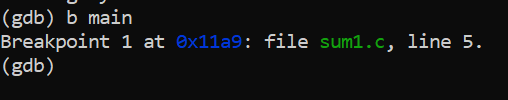 (gdb) b main
Breakpoint 1 at 0x11a9: file sum1.c, line 5.
(gdb)